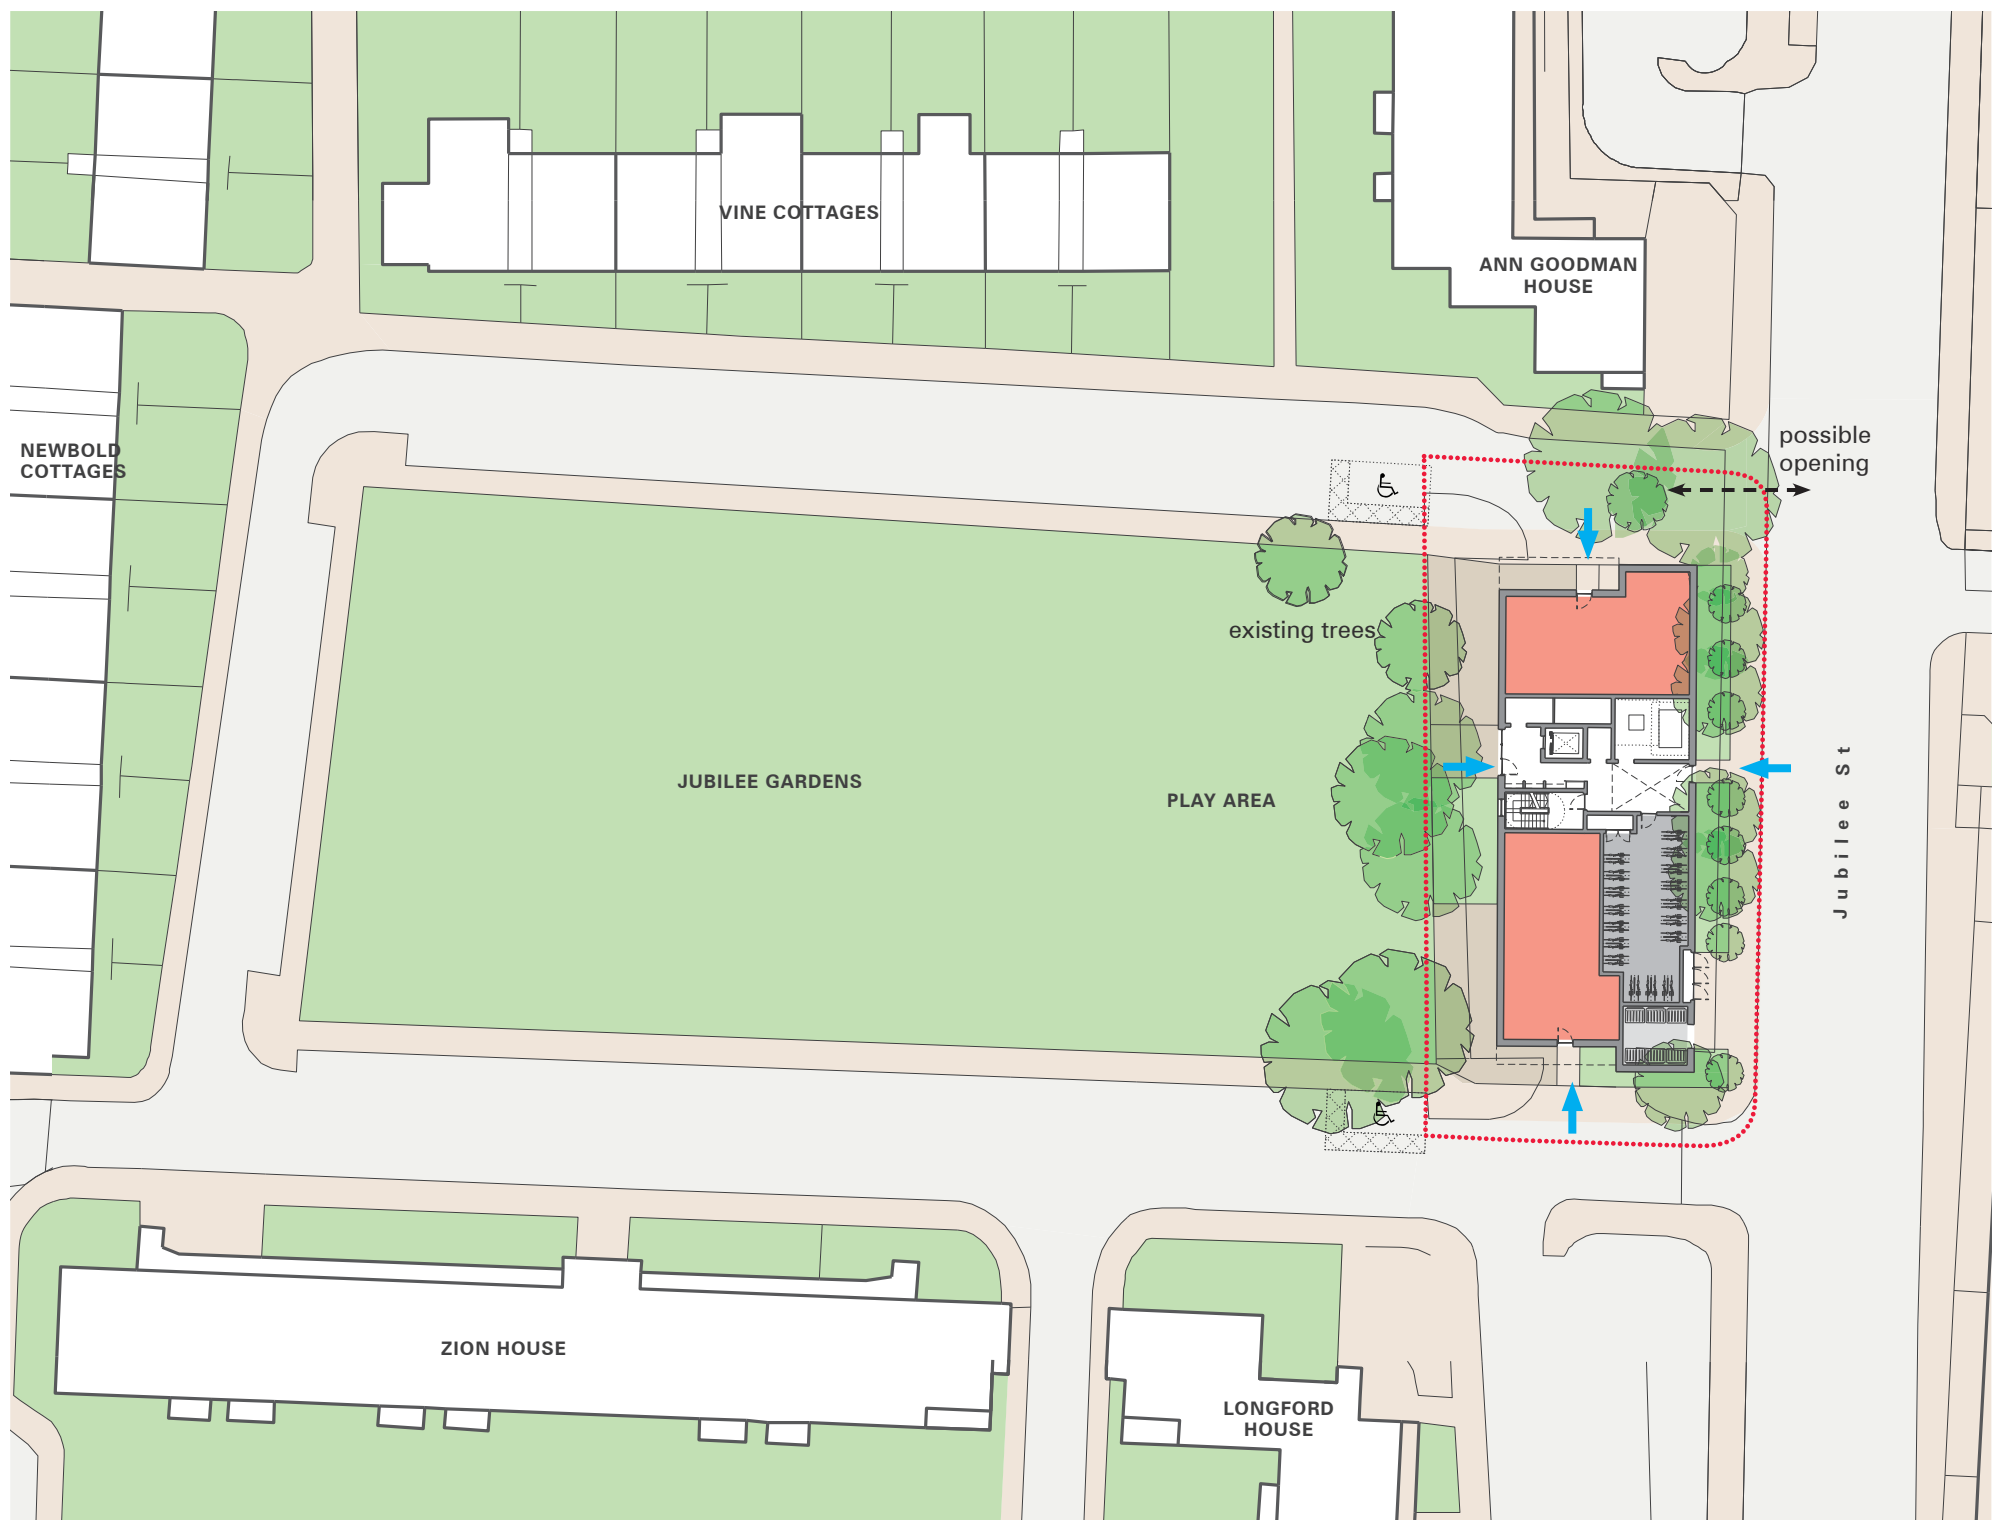 VINE COTTAGES
ANN GOODMAN
HOUSE
NEWBOLD
COTTAGES
possible
opening
existing trees
JUBILEE GARDENS
PLAY AREA
Jubilee St
ZION HOUSE
LONGFORD
HOUSE